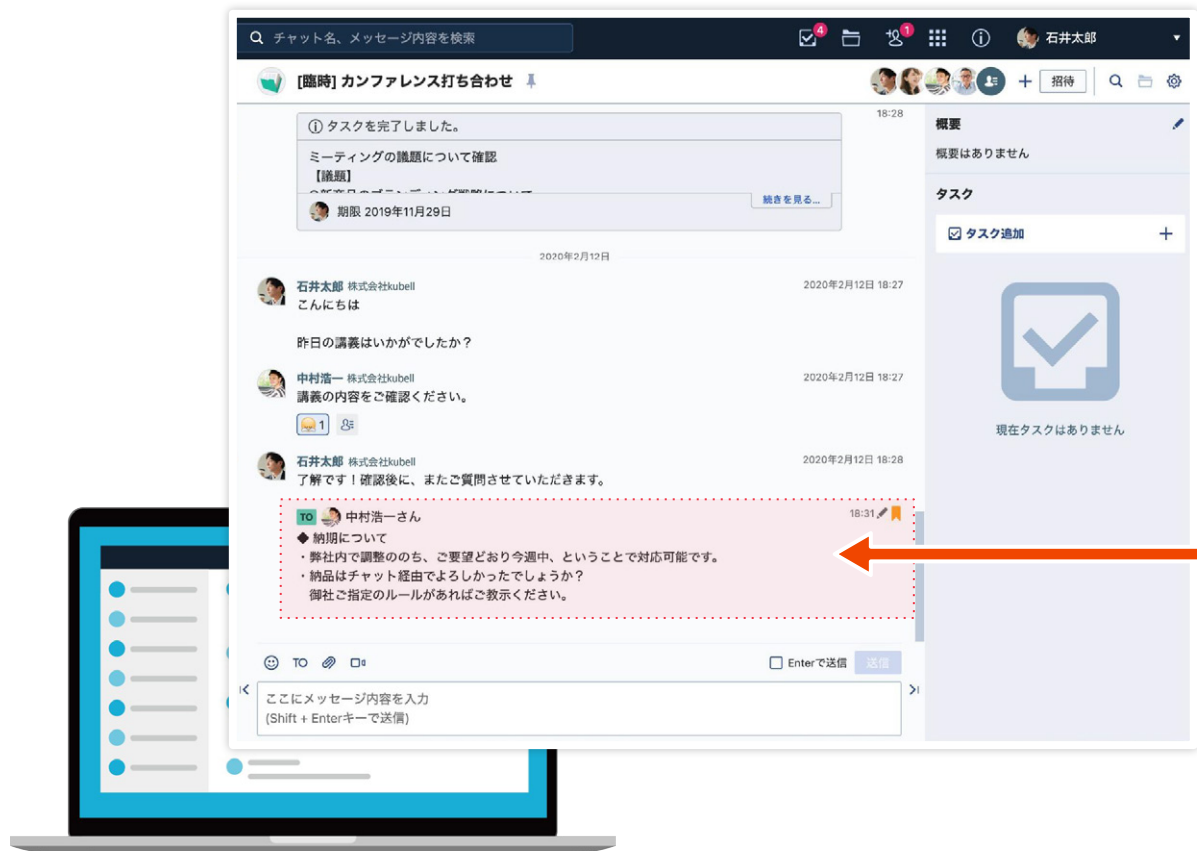 チャット名、メッセージ内容を検索
4
1
石井太郎
[臨時] カンファレンス打ち合わせ
招待
18:28
タスクを完了しました。
ミーティングの議題について確認
【議題】
続きを見る...
期限 2019年11月29日
2020年2月12日
石井太郎 株式会社kubell
2020年2月12日 18:27
こんにちは
昨日の講義はいかがでしたか？
中村浩一 株式会社kubell
2020年2月12日 18:27
講義の内容をご確認ください。
1
石井太郎 株式会社kubell
2020年2月12日 18:28
了解です！確認後に、またご質問させていただきます。
TO 中村浩一さん
18:31
◆ 納期について
・弊社内で調整ののち、ご要望どおり今週中、ということで対応可能です。
・納品はチャット経由でよろしかったでしょうか？
御社ご指定のルールがあればご教示ください。
TO
Enterで送信
送信
ここにメッセージ内容を入力
(Shift + Enterキーで送信)
概要
概要はありません
タスク
タスク追加
現在タスクはありません